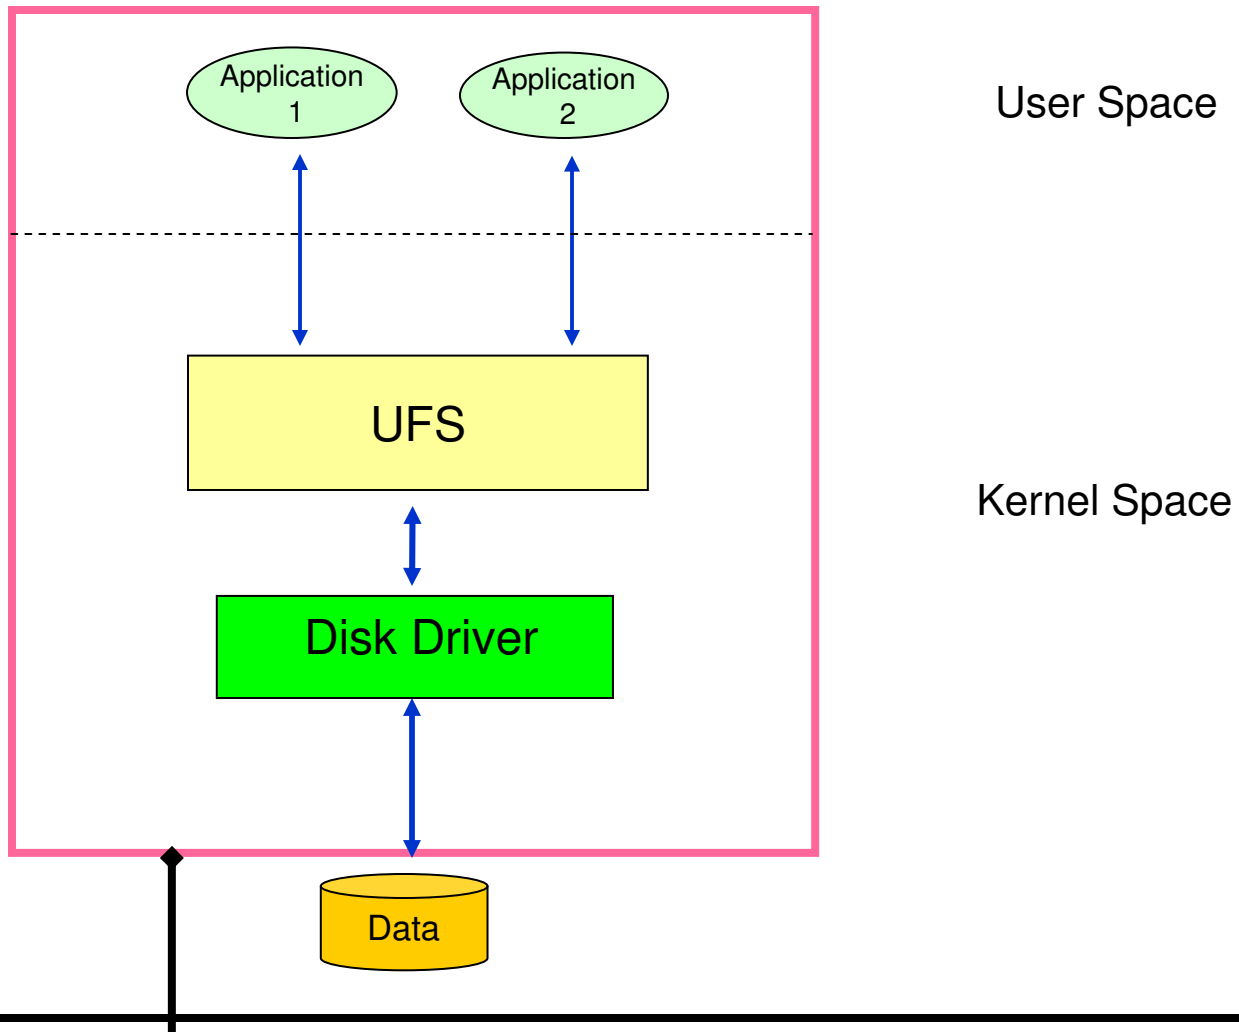 Application
1
Application
2
User Space
UFS
Kernel Space
Disk Driver
Data